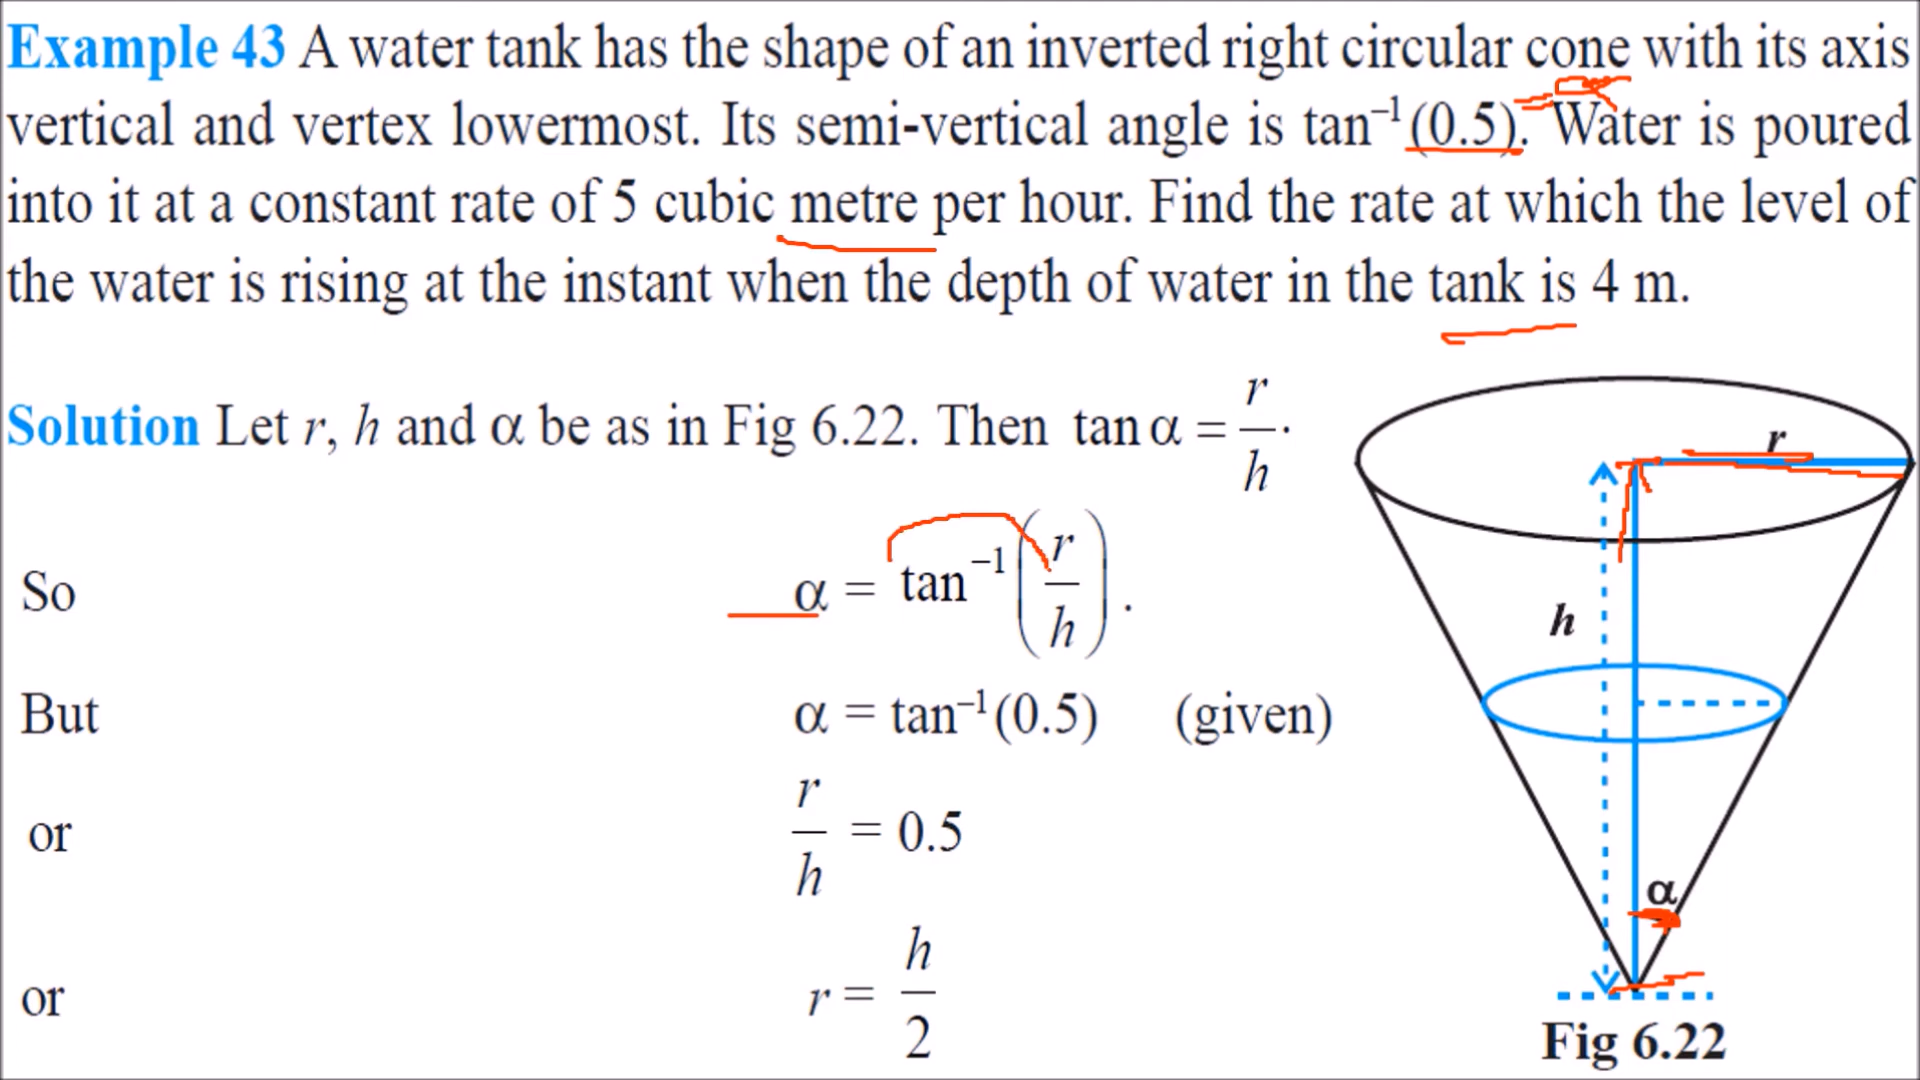 Example 43 A water tank has the shape of an inverted right circular cone with its axis
vertical and vertex lowermost. Its semi-vertical angle is tan⁻¹(0.5). Water is poured
into it at a constant rate of 5 cubic metre per hour. Find the rate at which the level of
the water is rising at the instant when the depth of water in the tank is 4 m.
Solution Let r, h and α be as in Fig 6.22. Then tan α = r/h.
So α = tan⁻¹(r/h).
But α = tan⁻¹(0.5) (given)
or r/h = 0.5
or r = h/2
r
h
α
Fig 6.22